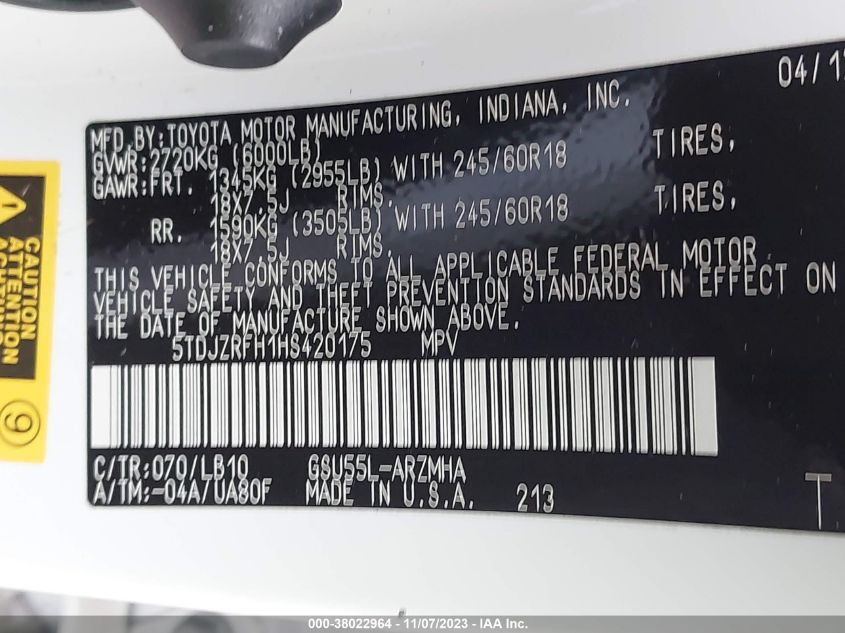 04/1
MFD.BY:TOYOTA MOTOR MANUFACTURING, INDIANA, INC.
GVWR:2720KG (6000LB)
GAWR:FRT. 1345KG (2955LB) WITH 245/60R18 TIRES,
18X7.5J RIMS.
RR. 1590KG (3505LB) WITH 245/60R18 TIRES,
18X7.5J RIMS.
THIS VEHICLE CONFORMS TO ALL APPLICABLE FEDERAL MOTOR
VEHICLE SAFETY AND THEFT PREVENTION STANDARDS IN EFFECT ON
THE DATE OF MANUFACTURE SHOWN ABOVE.
5TDJZRFH1HS420175 MPV
C/TR:070/LB10 GSU55L-ARZMHA
A/TM:-04A/UA80F MADE IN U.S.A. 213
T
CAUTION
ATTENTION
9
000-38022964 - 11/07/2023 - IAA Inc.